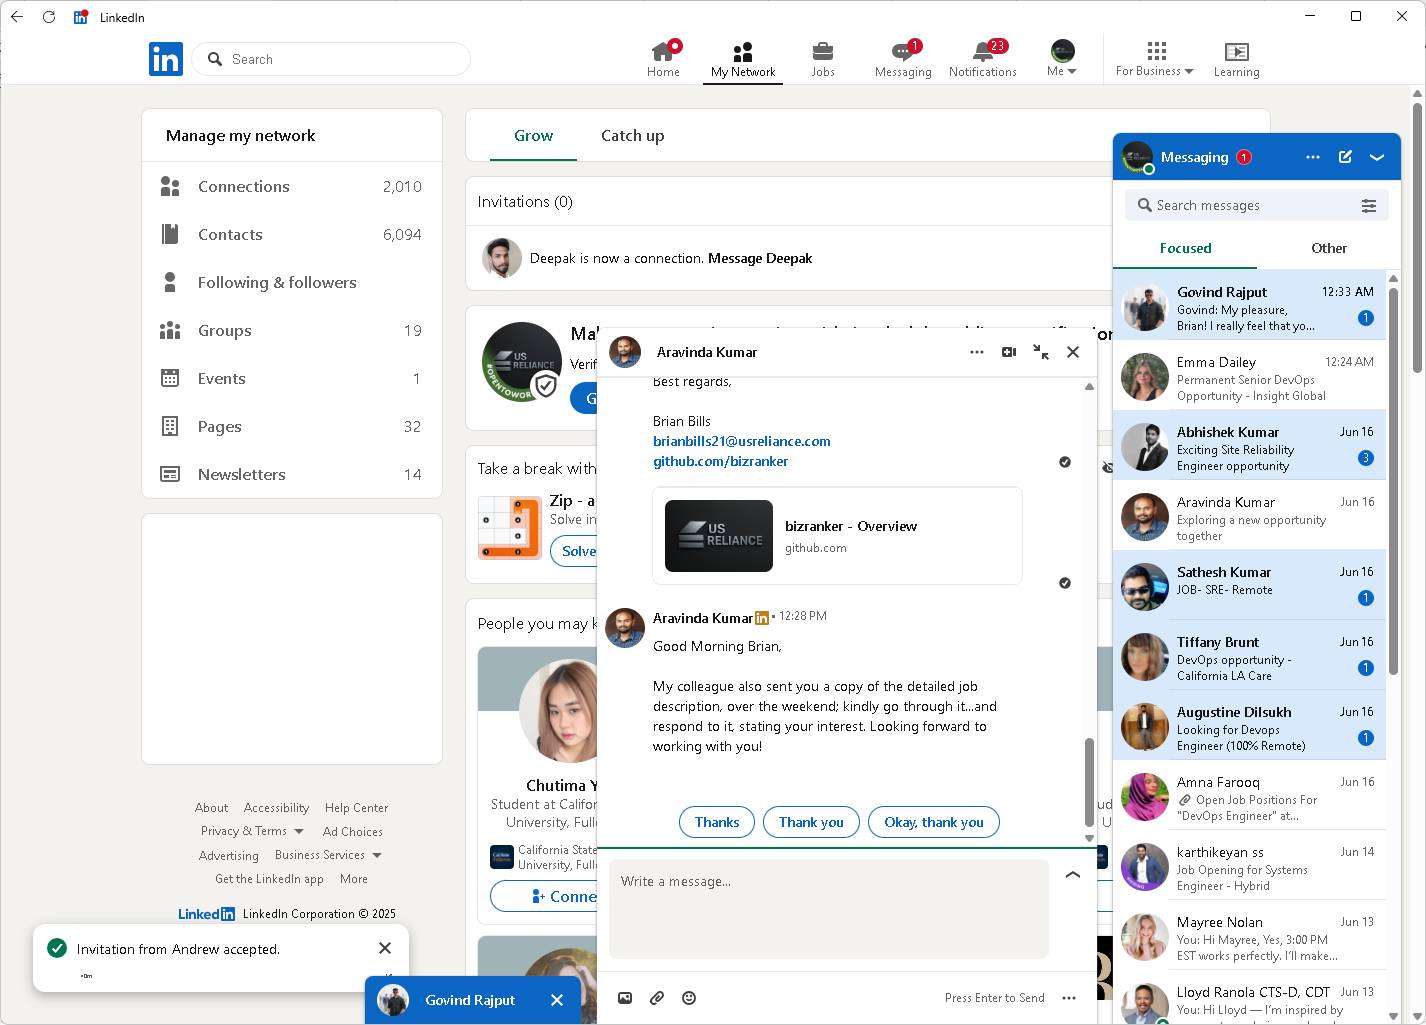 LinkedIn
Search
Home
My Network
Jobs
1
Messaging
23
Notifications
Me
For Business
Learning
Manage my network
Connections 2,010
Contacts 6,094
Following & followers
Groups 19
Events 1
Pages 32
Newsletters 14
About Accessibility Help Center
Privacy & Terms Ad Choices
Advertising Business Services
Get the LinkedIn app More
LinkedIn LinkedIn Corporation © 2025
Invitation from Andrew accepted.
Govind Rajput
Grow Catch up
Invitations (0)
Deepak is now a connection. Message Deepak
US
RELIANCE
#OPENTOWORK
Take a break with
Zip - a
Solve in
Solve
People you may k
Chutima Y
Student at Califor
University, Fulle
California State
University, Fulle
Conne
Aravinda Kumar
Best regards,
Brian Bills
brianbills21@usreliance.com
github.com/bizranker
US
RELIANCE
bizranker - Overview
github.com
Aravinda Kumar in • 12:28 PM
Good Morning Brian,
My colleague also sent you a copy of the detailed job
description, over the weekend; kindly go through it...and
respond to it, stating your interest. Looking forward to
working with you!
Thanks Thank you Okay, thank you
Write a message...
Press Enter to Send
Messaging 1
Search messages
Focused Other
Govind Rajput 12:33 AM
Govind: My pleasure,
Brian! I really feel that yo... 1
Emma Dailey 12:24 AM
Permanent Senior DevOps
Opportunity - Insight Global
Abhishek Kumar Jun 16
Exciting Site Reliability
Engineer opportunity 3
Aravinda Kumar Jun 16
Exploring a new opportunity
together
Sathesh Kumar Jun 16
JOB- SRE- Remote 1
Tiffany Brunt Jun 16
DevOps opportunity -
California LA Care 1
Augustine Dilsukh Jun 16
Looking for Devops
Engineer (100% Remote) 1
Amna Farooq Jun 16
Open Job Positions For
"DevOps Engineer" at...
karthikeyan ss Jun 14
Job Opening for Systems
Engineer - Hybrid
Mayree Nolan Jun 13
You: Hi Mayree, Yes, 3:00 PM
EST works perfectly. I'll make...
Lloyd Ranola CTS-D, CDT Jun 13
You: Hi Lloyd — I'm inspired by